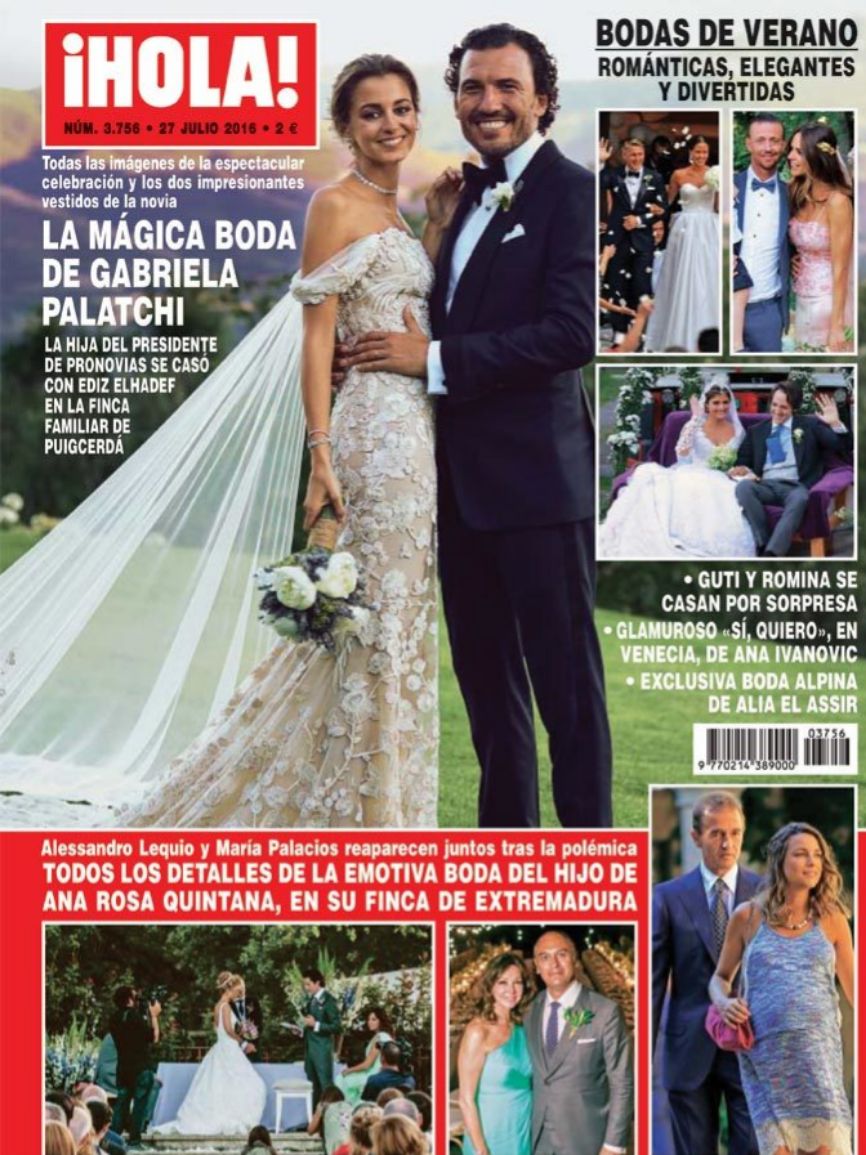 ¡HOLA!
NÚM. 3.756 • 27 JULIO 2016 • 2 €
Todas las imágenes de la espectacular
celebración y los dos impresionantes
vestidos de la novia
LA MÁGICA BODA
DE GABRIELA
PALATCHI
LA HIJA DEL PRESIDENTE
DE PRONOVIAS SE CASÓ
CON EDIZ ELHADEF
EN LA FINCA
FAMILIAR DE
PUIGCERDÁ
BODAS DE VERANO
ROMÁNTICAS, ELEGANTES
Y DIVERTIDAS
• GUTI Y ROMINA SE
CASAN POR SORPRESA
• GLAMUROSO «SÍ, QUIERO», EN
VENECIA, DE ANA IVANOVIC
• EXCLUSIVA BODA ALPINA
DE ALIA EL ASSIR
03756
9 770214 389000
Alessandro Lequio y María Palacios reaparecen juntos tras la polémica
TODOS LOS DETALLES DE LA EMOTIVA BODA DEL HIJO DE
ANA ROSA QUINTANA, EN SU FINCA DE EXTREMADURA